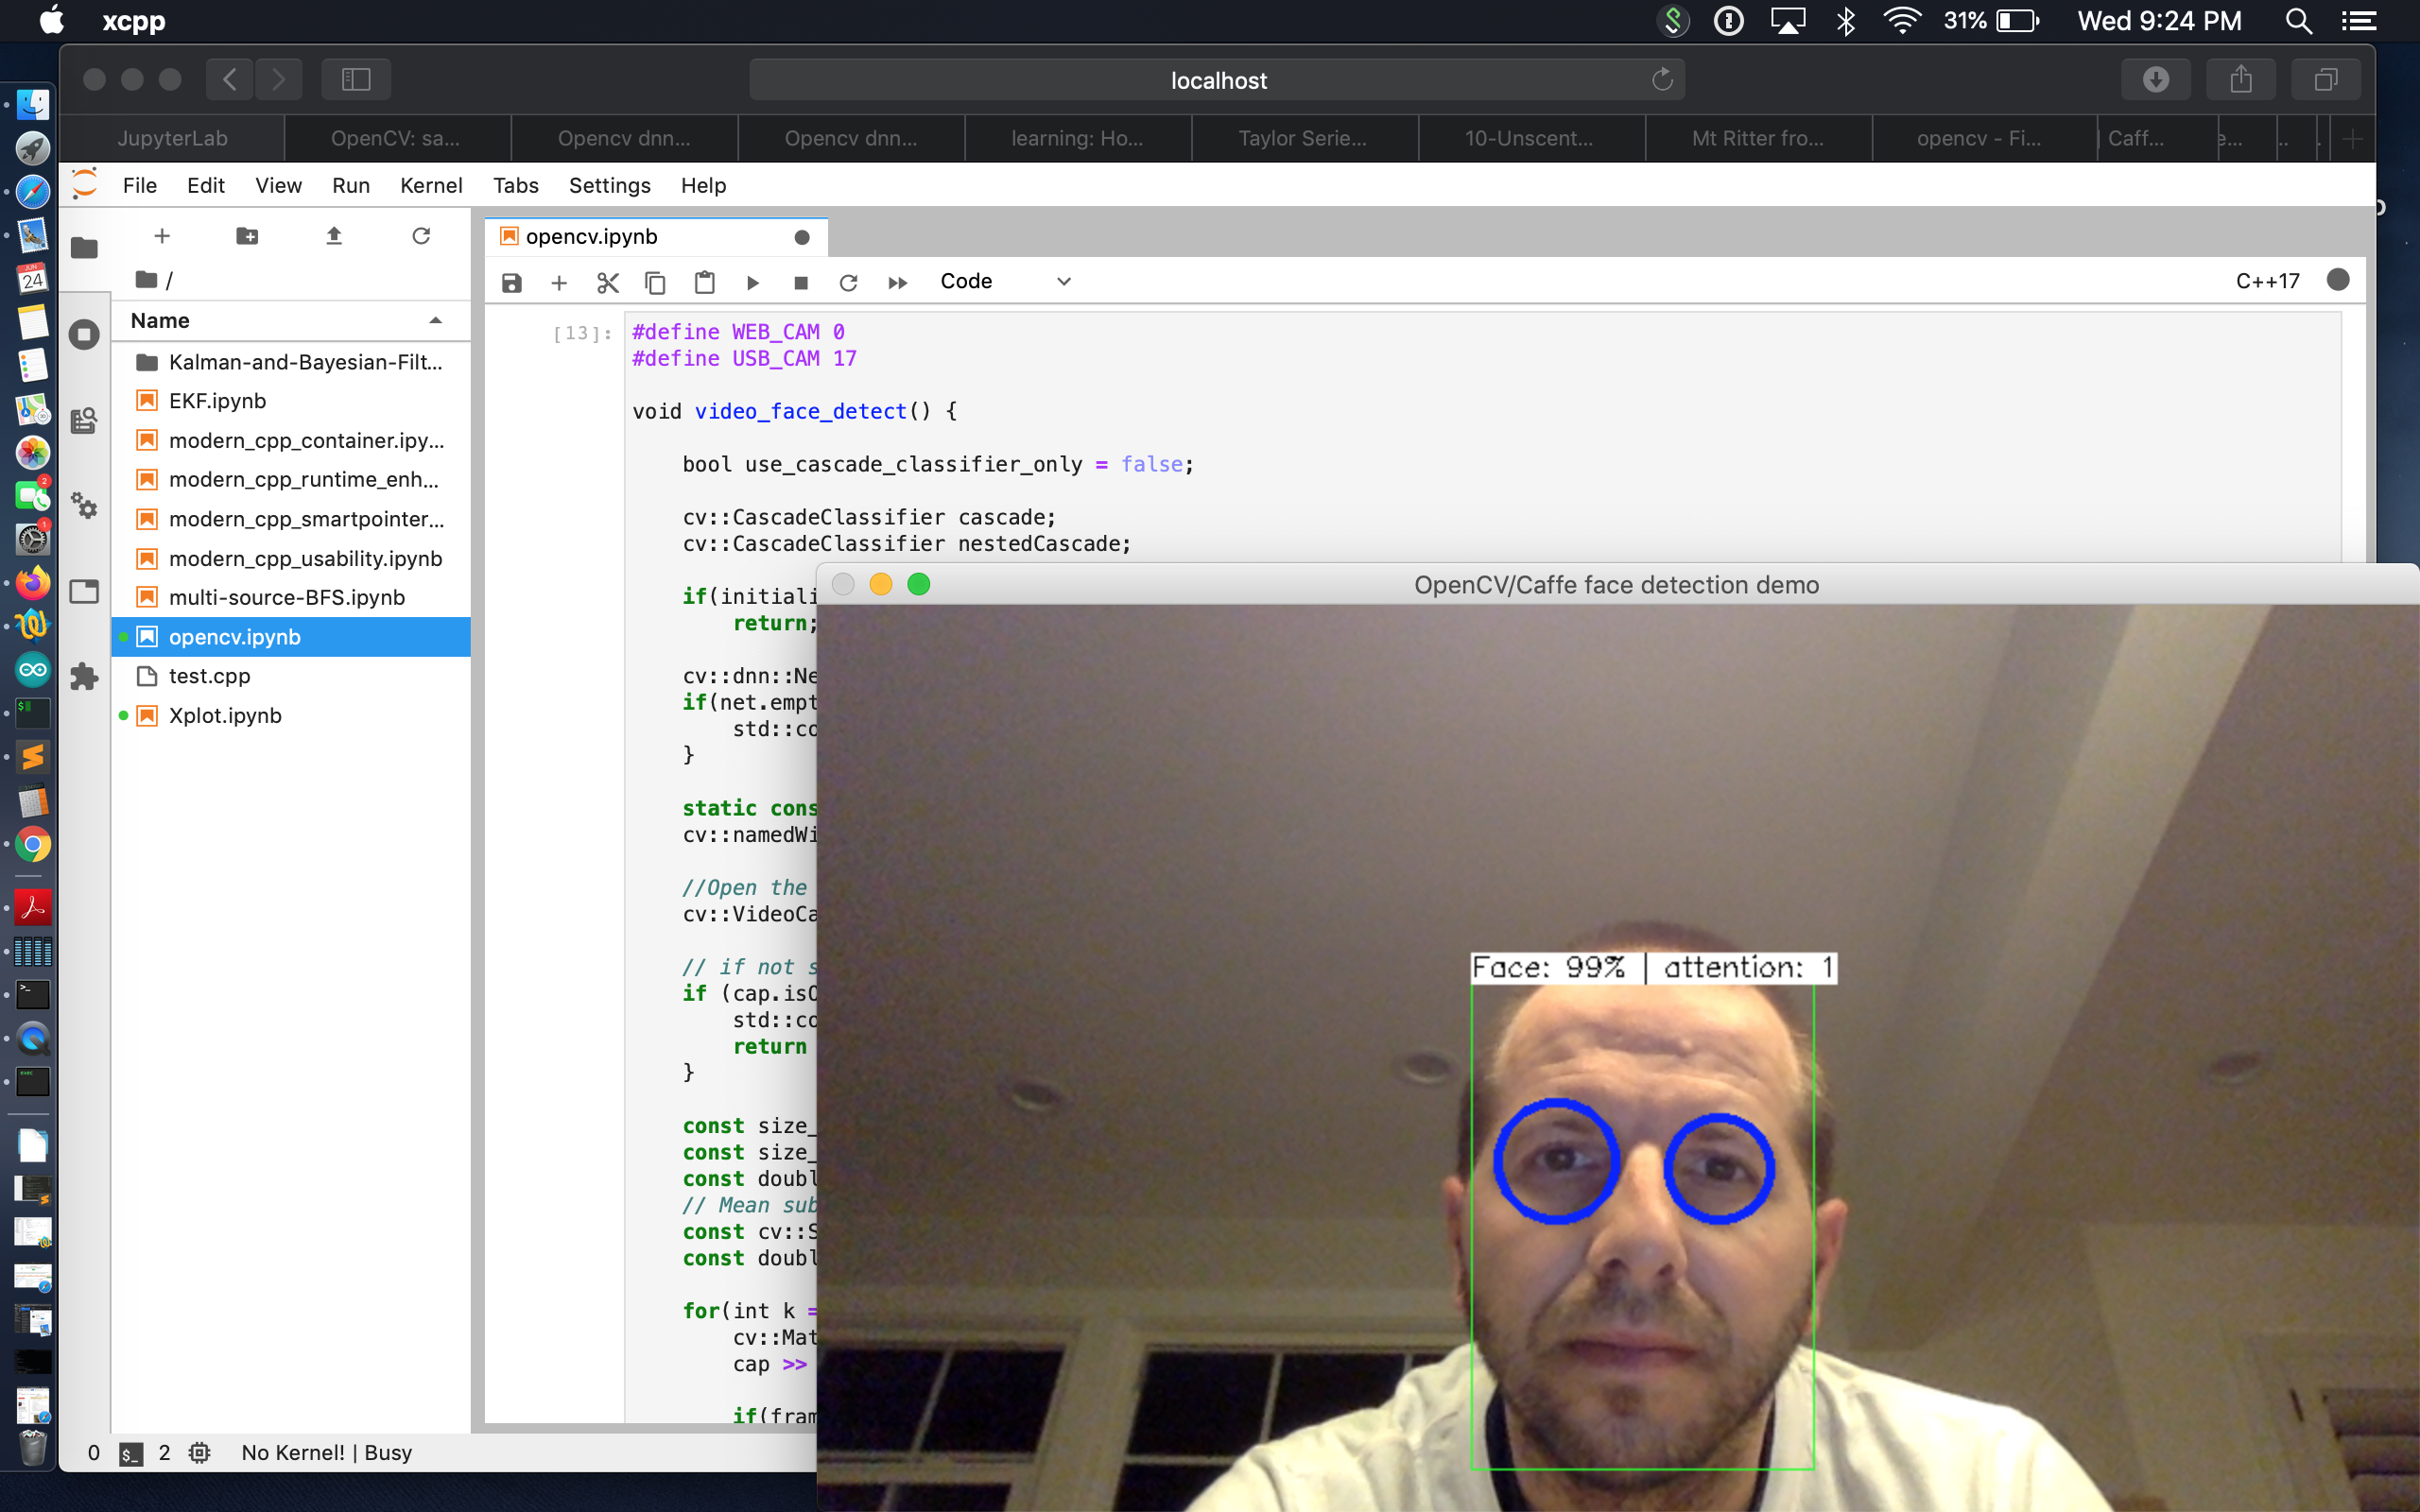 xcpp
31%
Wed 9:24 PM
localhost
JupyterLab
OpenCV: sa...
Opencv dnn...
Opencv dnn...
learning: Ho...
Taylor Serie...
10-Unscent...
Mt Ritter fro...
opencv - Fi...
Caff...
e...
File Edit View Run Kernel Tabs Settings Help
opencv.ipynb
/
Code
C++17
Name
Kalman-and-Bayesian-Filt...
EKF.ipynb
modern_cpp_container.ipy...
modern_cpp_runtime_enh...
modern_cpp_smartpointer...
modern_cpp_usability.ipynb
multi-source-BFS.ipynb
opencv.ipynb
test.cpp
Xplot.ipynb
JUN
24
2
1
[13]:
#define WEB_CAM 0
#define USB_CAM 17
void video_face_detect() {
bool use_cascade_classifier_only = false;
cv::CascadeClassifier cascade;
cv::CascadeClassifier nestedCascade;
if(initiali
return;
cv::dnn::Ne
if(net.empt
std::co
}
static cons
cv::namedWi
//Open the
cv::VideoCa
// if not s
if (cap.isO
std::co
return
}
const size_
const size_
const doubl
// Mean sub
const cv::S
const doubl
for(int k =
cv::Mat
cap >>
if(fram
OpenCV/Caffe face detection demo
Face: 99% | attention: 1
0
2
No Kernel! | Busy